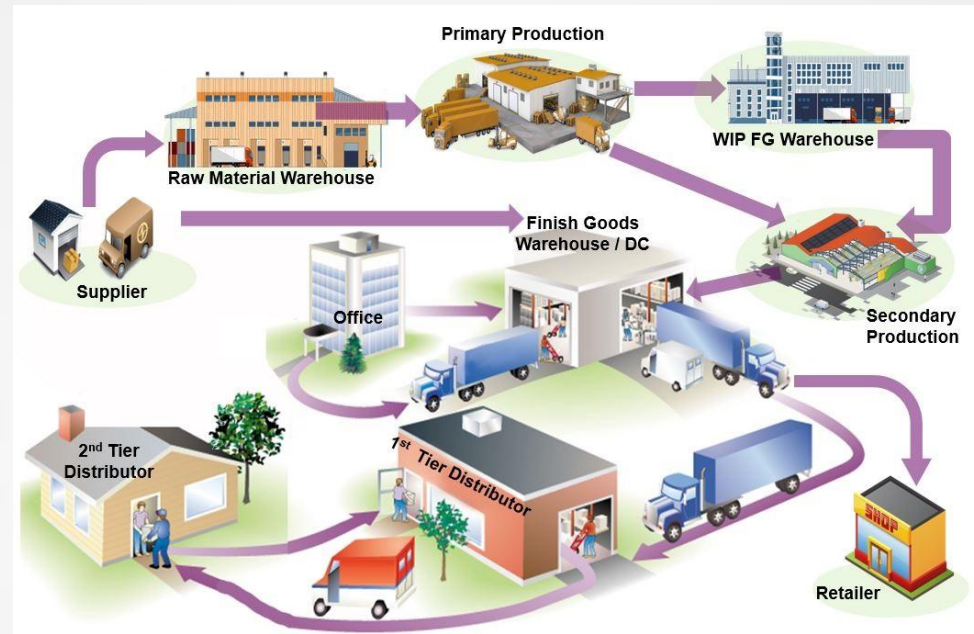 Primary Production
WIP FG Warehouse
Raw Material Warehouse
Finish Goods
Warehouse / DC
Supplier
Office
Secondary
Production
2nd Tier
Distributor
1st Tier Distributor
SHOP
Retailer